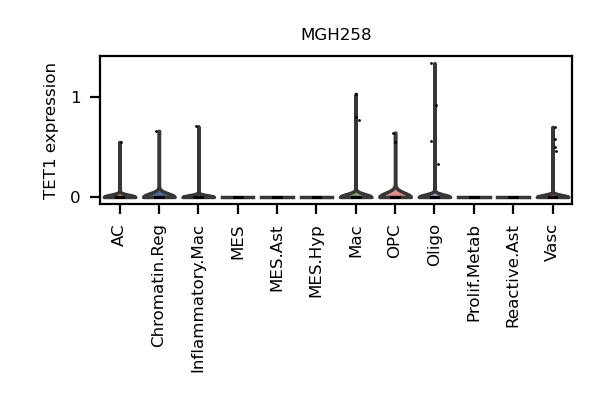 MGH258
TET1 expression
1
0
AC
Chromatin.Reg
Inflammatory.Mac
MES
MES.Ast
MES.Hyp
Mac
OPC
Oligo
Prolif.Metab
Reactive.Ast
Vasc